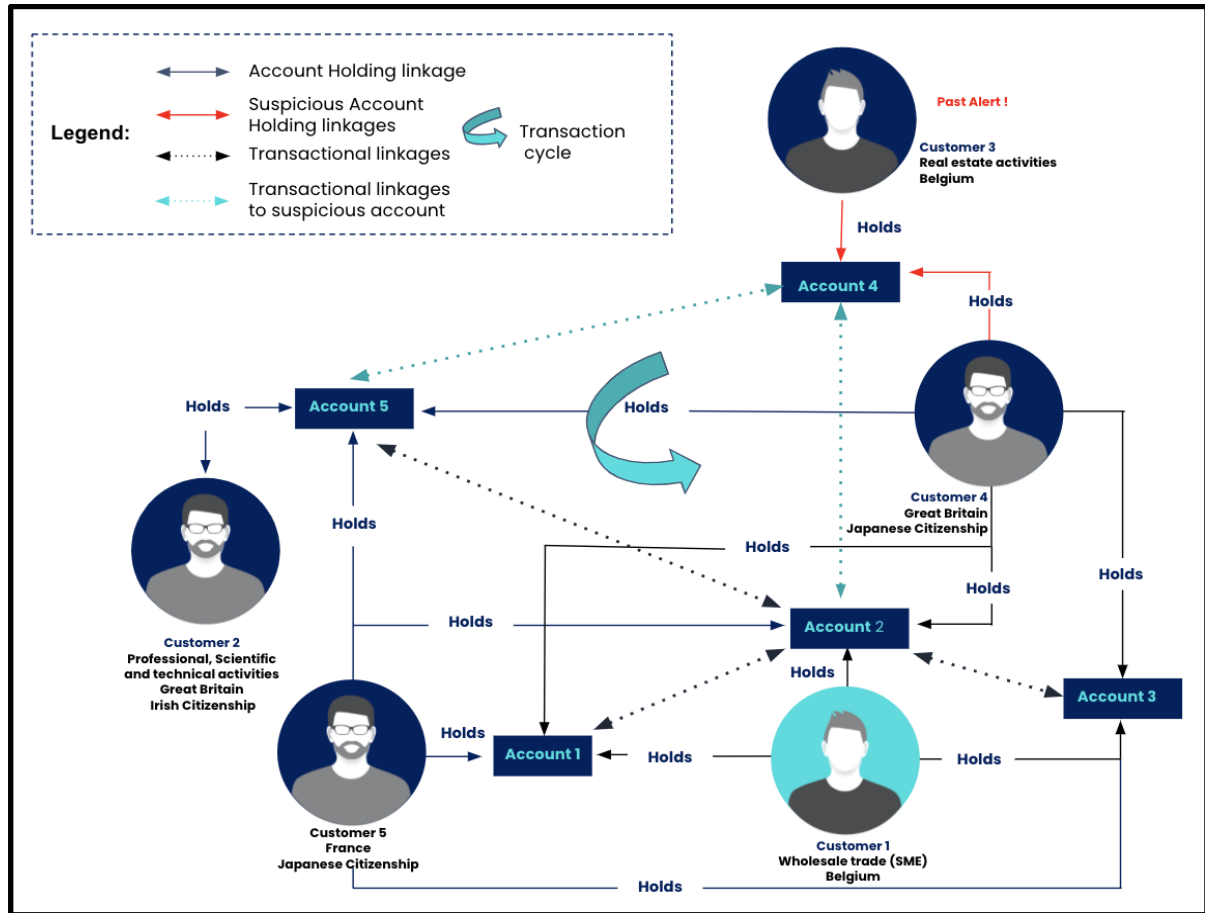 Legend:
Account Holding linkage
Suspicious Account
Holding linkages
Transactional linkages
Transactional linkages
to suspicious account
Transaction
cycle
Past Alert !
Customer 3
Real estate activities
Belgium
Holds
Account 4
Holds
Account 5
Holds
Holds
Customer 4
Great Britain
Japanese Citizenship
Holds
Holds
Holds
Holds
Customer 2
Professional, Scientific
and technical activities
Great Britain
Irish Citizenship
Holds
Account 2
Holds
Account 3
Holds
Account 1
Holds
Holds
Customer 5
France
Japanese Citizenship
Customer 1
Wholesale trade (SME)
Belgium
Holds